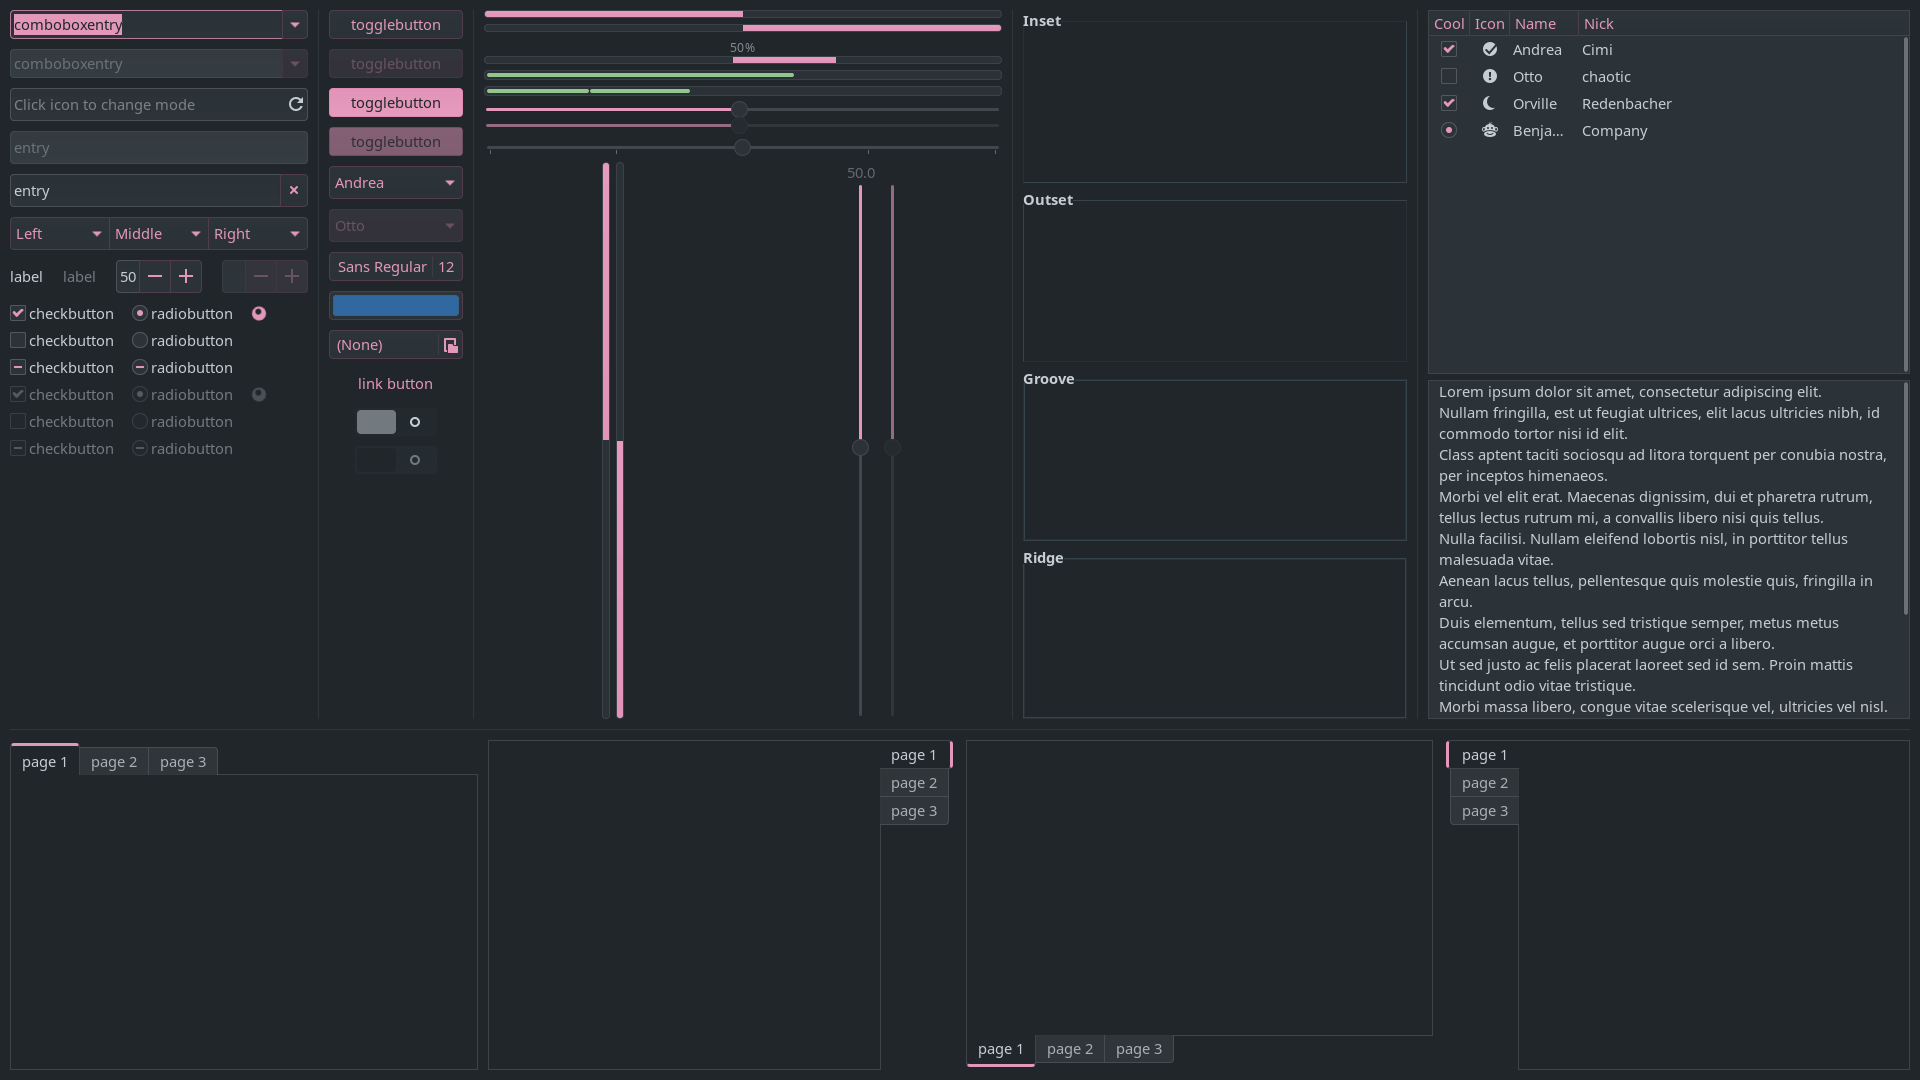 comboboxentry
comboboxentry
Click icon to change mode
entry
entry
Left Middle Right
label label 50
checkbutton radiobutton
checkbutton radiobutton
checkbutton radiobutton
checkbutton radiobutton
checkbutton radiobutton
checkbutton radiobutton
togglebutton
togglebutton
togglebutton
togglebutton
Andrea
Otto
Sans Regular 12
(None)
link button
50%
50.0
Inset
Outset
Groove
Ridge
Cool Icon Name Nick
Andrea Cimi
Otto chaotic
Orville Redenbacher
Benja... Company
Lorem ipsum dolor sit amet, consectetur adipiscing elit.
Nullam fringilla, est ut feugiat ultrices, elit lacus ultricies nibh, id
commodo tortor nisi id elit.
Class aptent taciti sociosqu ad litora torquent per conubia nostra,
per inceptos himenaeos.
Morbi vel elit erat. Maecenas dignissim, dui et pharetra rutrum,
tellus lectus rutrum mi, a convallis libero nisi quis tellus.
Nulla facilisi. Nullam eleifend lobortis nisl, in porttitor tellus
malesuada vitae.
Aenean lacus tellus, pellentesque quis molestie quis, fringilla in
arcu.
Duis elementum, tellus sed tristique semper, metus metus
accumsan augue, et porttitor augue orci a libero.
Ut sed justo ac felis placerat laoreet sed id sem. Proin mattis
tincidunt odio vitae tristique.
Morbi massa libero, congue vitae scelerisque vel, ultricies vel nisl.
page 1 page 2 page 3
page 1
page 2
page 3
page 1 page 2 page 3
page 1
page 2
page 3